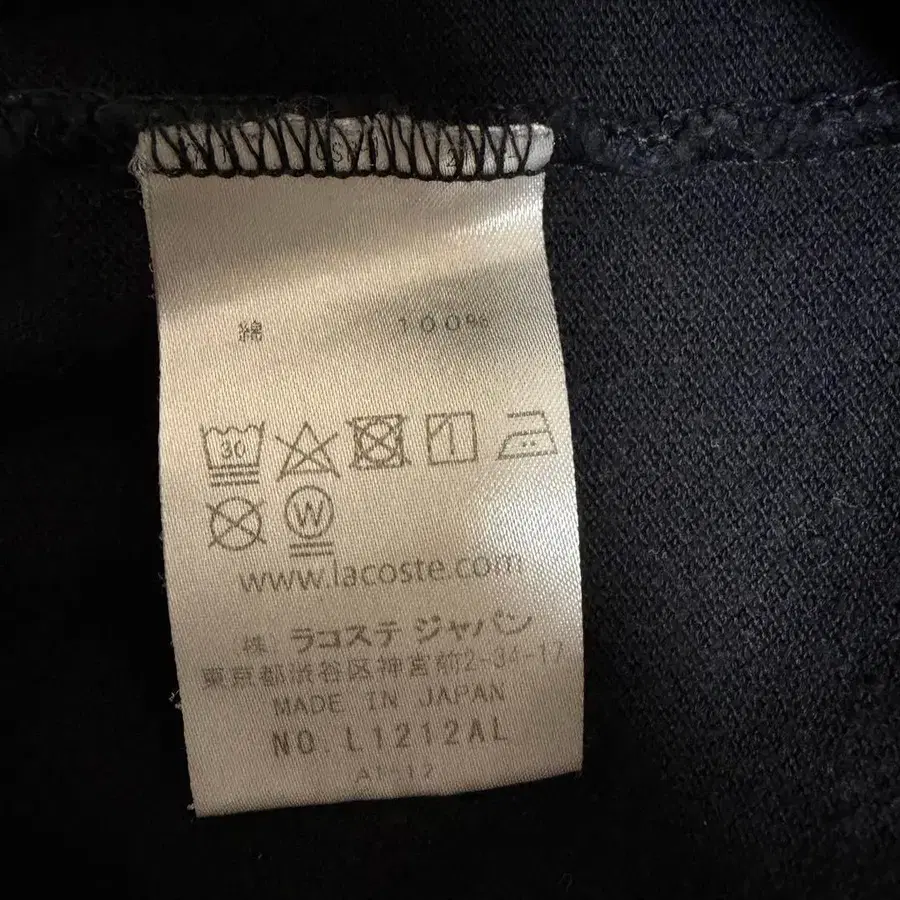 綿 100%
30
W
www.lacoste.com
株) ラコステ ジャパン
東京都渋谷区神宮前2-34-17
MADE IN JAPAN
NO.L1212AL